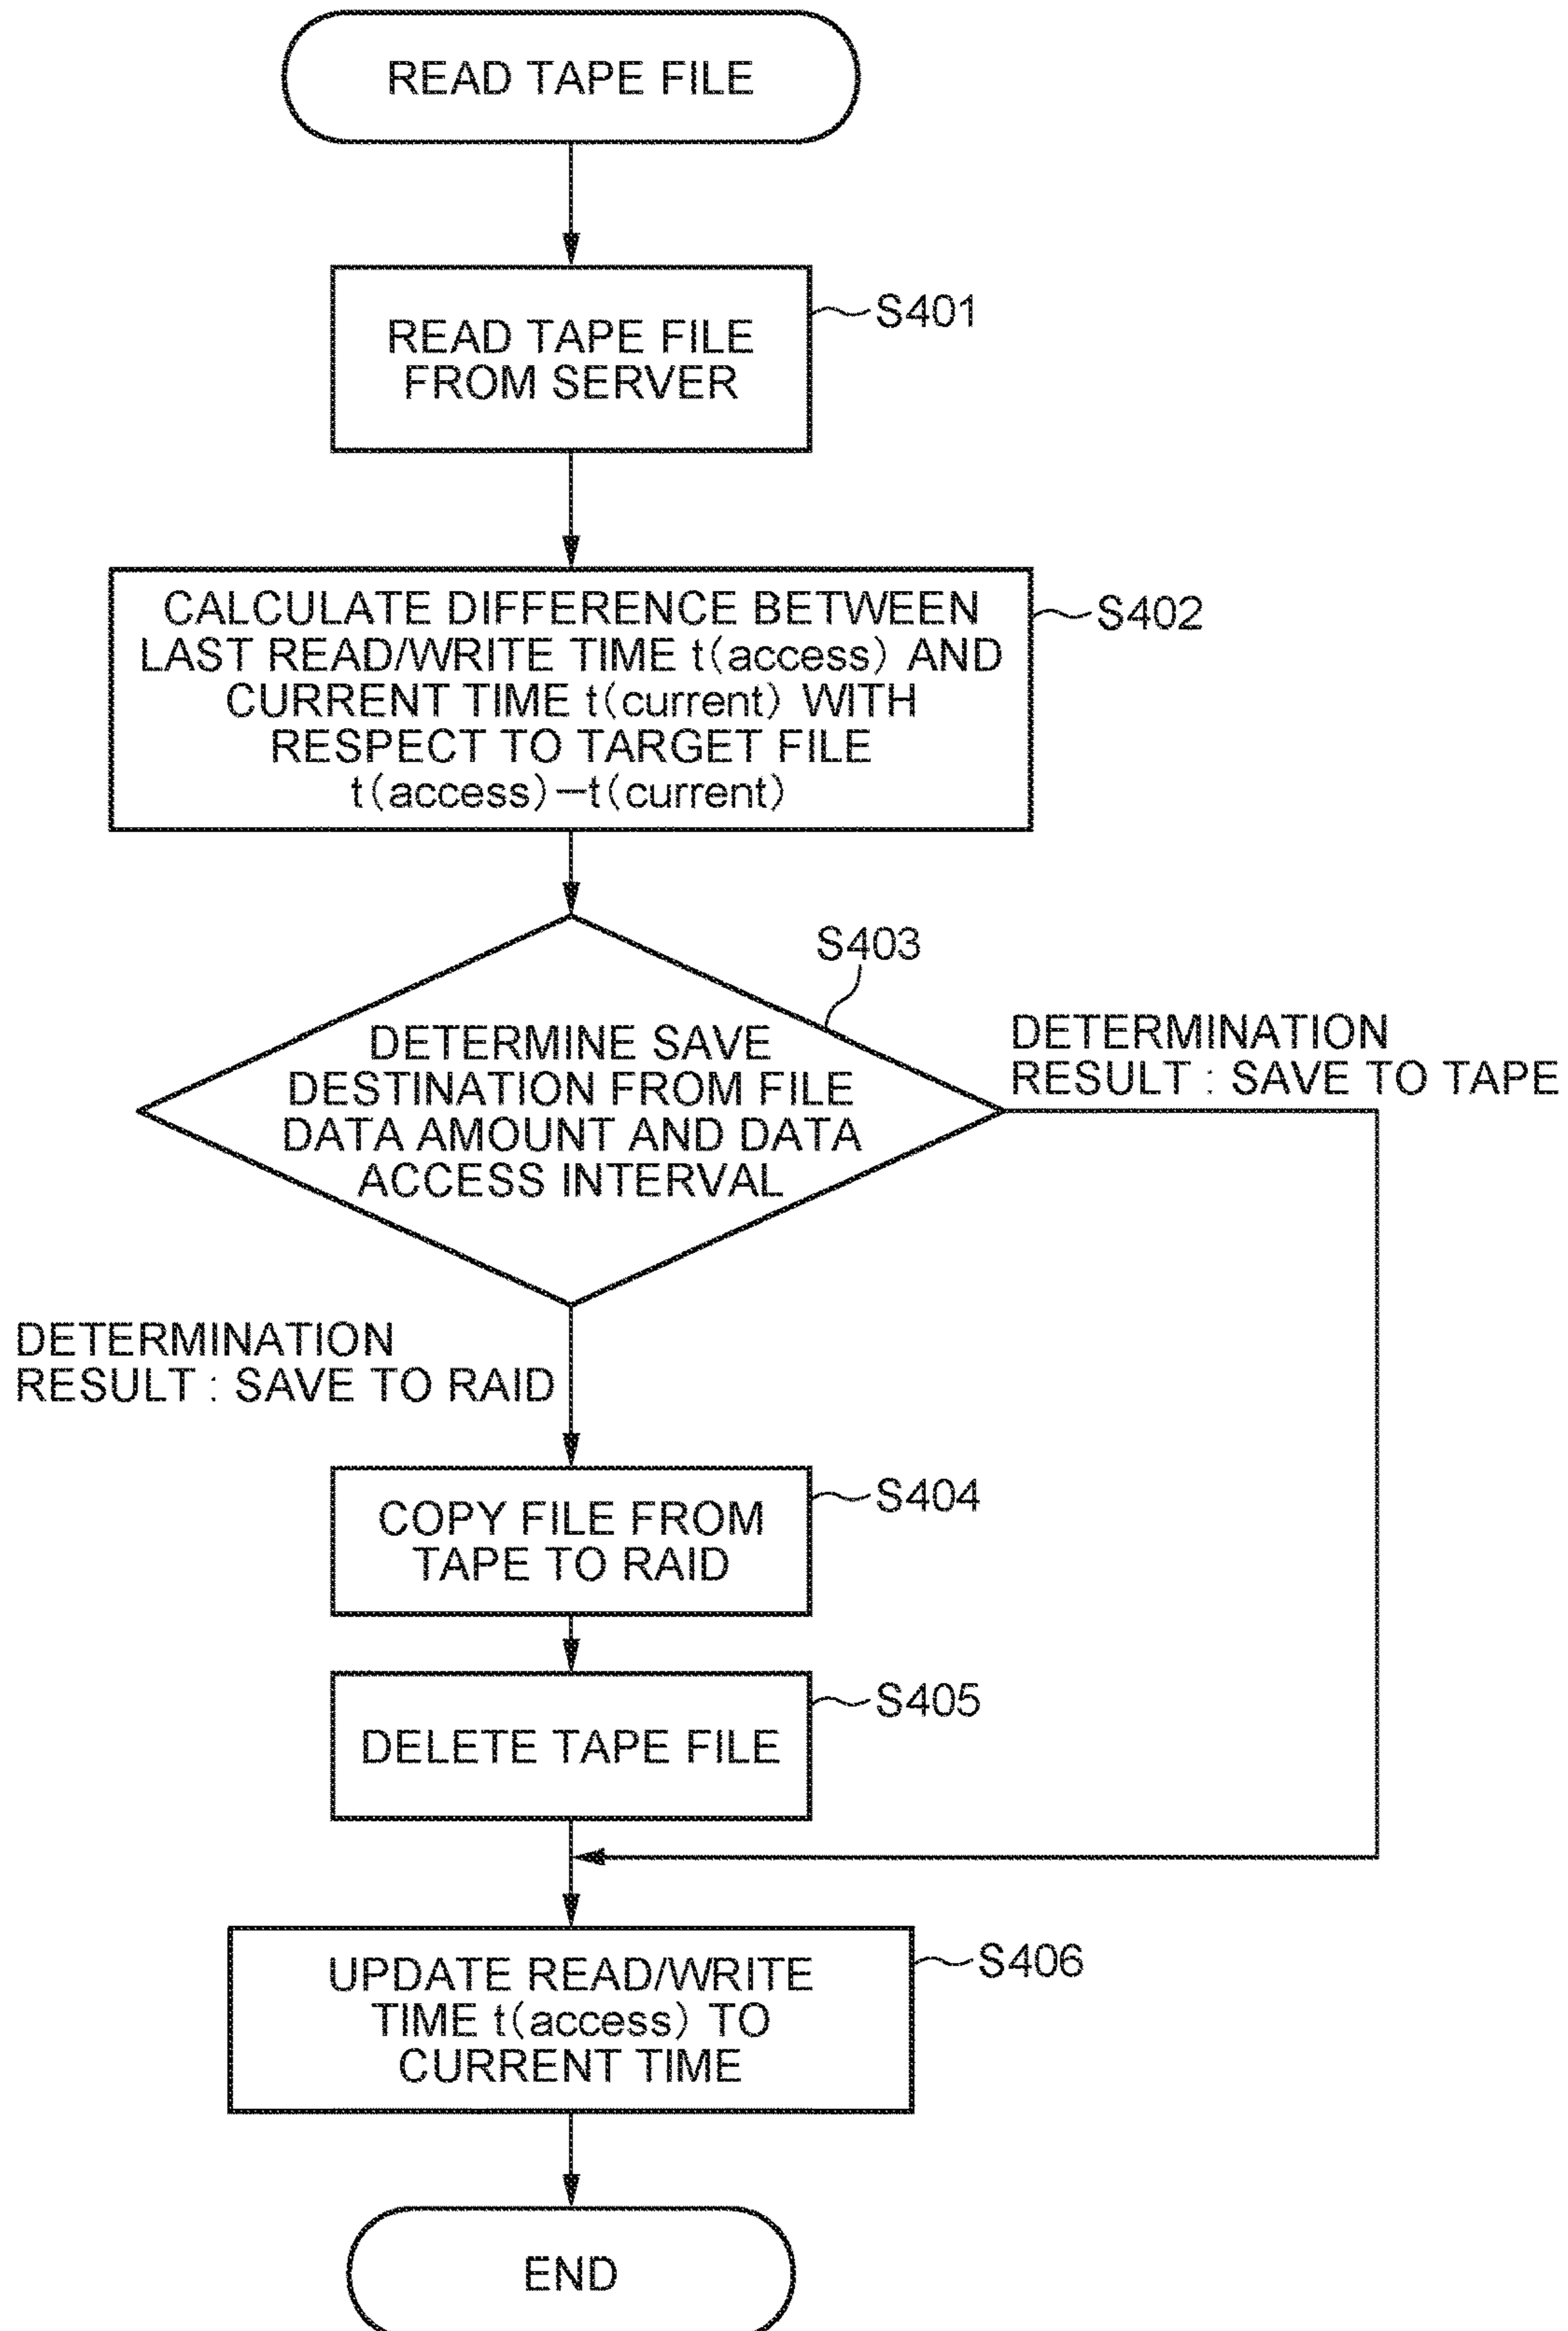 READ TAPE FILE
S401
READ TAPE FILE
FROM SERVER
S402
CALCULATE DIFFERENCE BETWEEN
LAST READ/WRITE TIME t(access) AND
CURRENT TIME t(current) WITH
RESPECT TO TARGET FILE
t(access)−t(current)
S403
DETERMINE SAVE
DESTINATION FROM FILE
DATA AMOUNT AND DATA
ACCESS INTERVAL
DETERMINATION
RESULT : SAVE TO TAPE
DETERMINATION
RESULT : SAVE TO RAID
S404
COPY FILE FROM
TAPE TO RAID
S405
DELETE TAPE FILE
S406
UPDATE READ/WRITE
TIME t(access) TO
CURRENT TIME
END